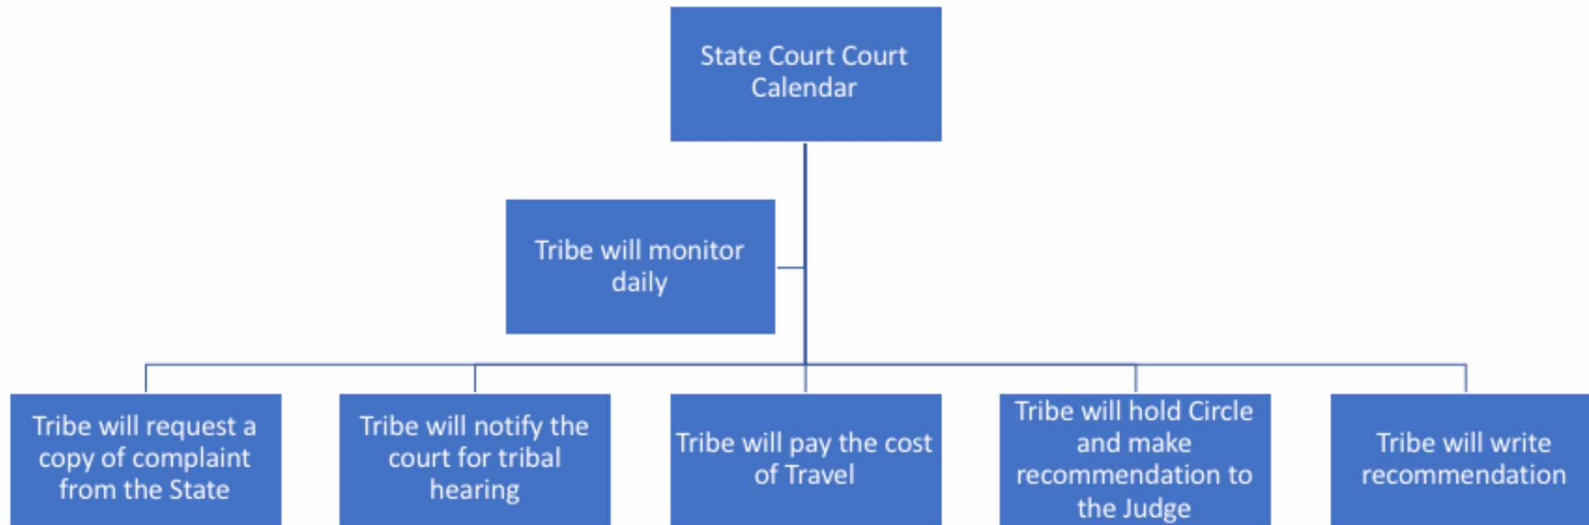 State Court Court
Calendar
Tribe will monitor
daily
Tribe will request a
copy of complaint
from the State
Tribe will notify the
court for tribal
hearing
Tribe will pay the cost
of Travel
Tribe will hold Circle
and make
recommendation to
the Judge
Tribe will write
recommendation